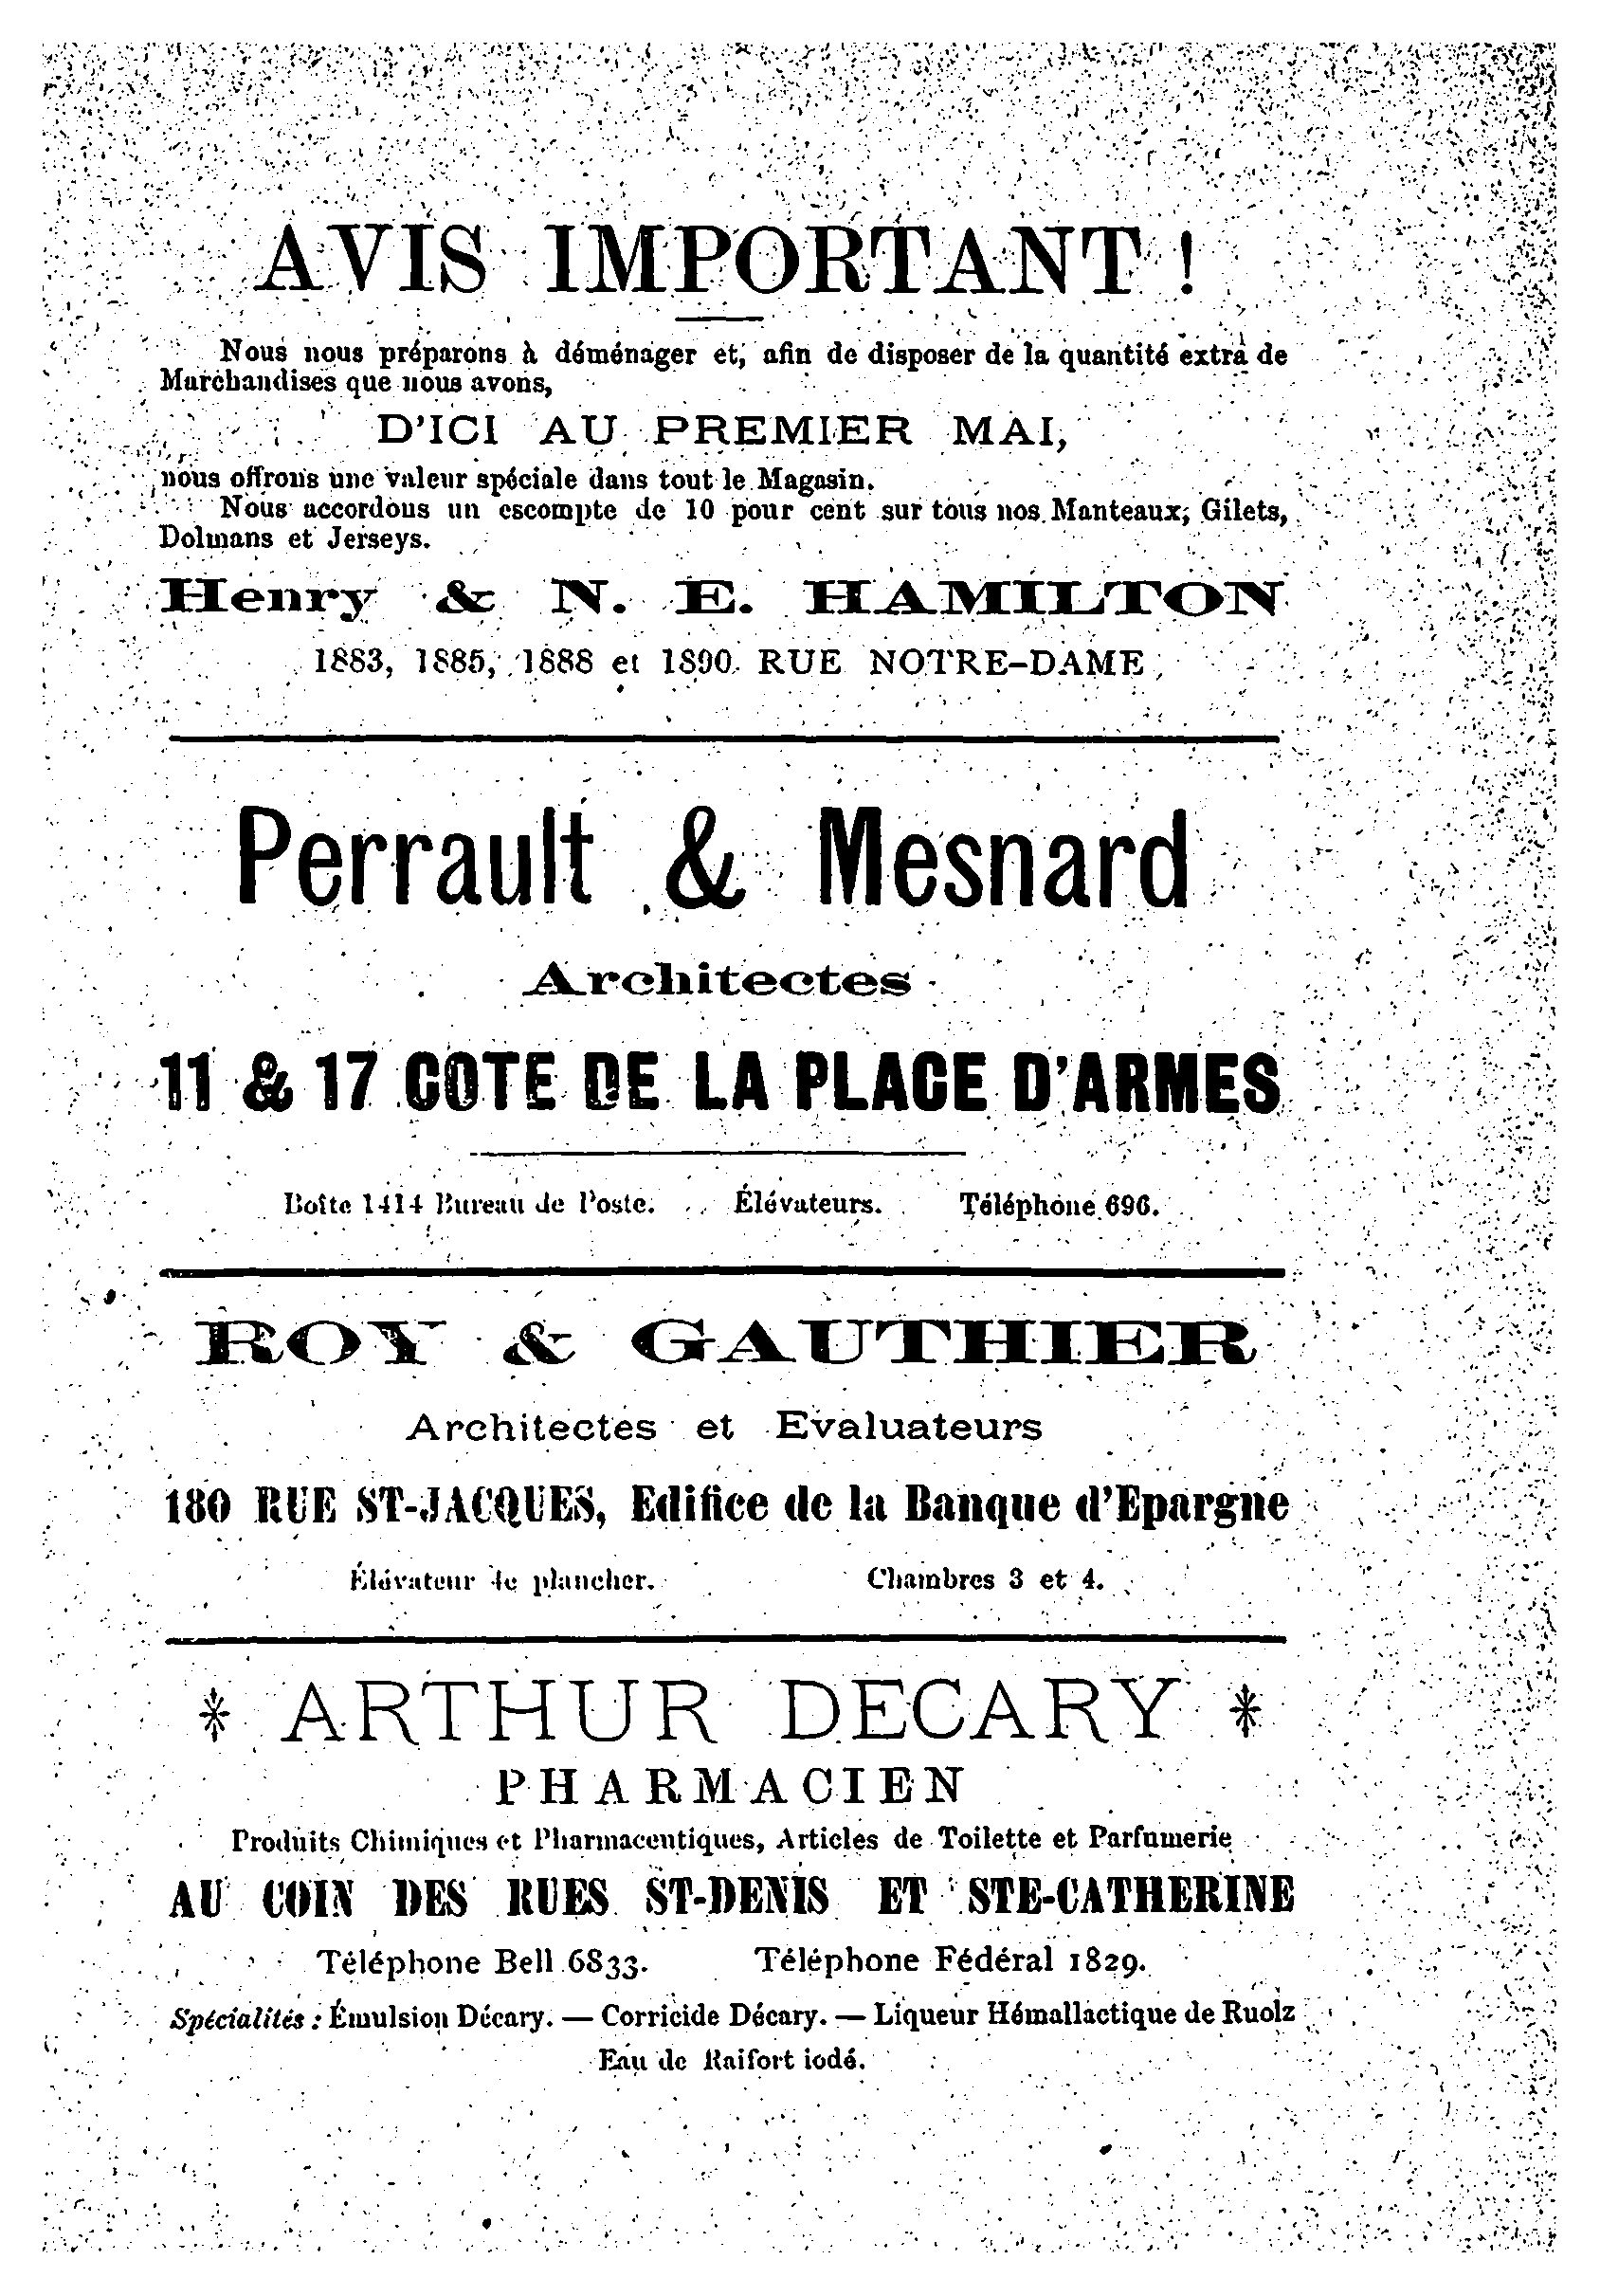 AVIS IMPORTANT !
Nous nous préparons à déménager et, afin de disposer de la quantité extra de
Marchandises que nous avons,
D'ICI AU PREMIER MAI,
nous offrons une valeur spéciale dans tout le Magasin.
Nous accordons un escompte de 10 pour cent sur tous nos Manteaux, Gilets,
Dolmans et Jerseys.
Henry & N. E. HAMILTON
1883, 1885, 1888 et 1890 RUE NOTRE-DAME
Perrault & Mesnard
Architectes
11 & 17 COTE DE LA PLACE D'ARMES
Boîte 1414 Bureau de Poste. Élévateurs. Téléphone 696.
ROY & GAUTHIER
Architectes et Evaluateurs
180 RUE ST-JACQUES, Edifice de la Banque d'Epargne
Élévateur de plancher. Chambres 3 et 4.
* ARTHUR DECARY *
PHARMACIEN
Produits Chimiques et Pharmaceutiques, Articles de Toilette et Parfumerie
AU COIN DES RUES ST-DENIS ET STE-CATHERINE
Téléphone Bell 6833. Téléphone Fédéral 1829.
Spécialités : Émulsion Décary. — Corricide Décary. — Liqueur Hémallactique de Ruolz
Eau de Raifort iodé.